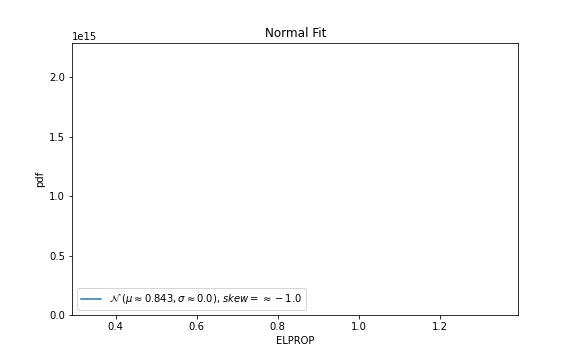 Normal Fit
1e15
2.0
1.5
1.0
0.5
0.0
pdf
𝒩(μ ≈ 0.843, σ ≈ 0.0), skew = ≈ −1.0
0.4 0.6 0.8 1.0 1.2
ELPROP